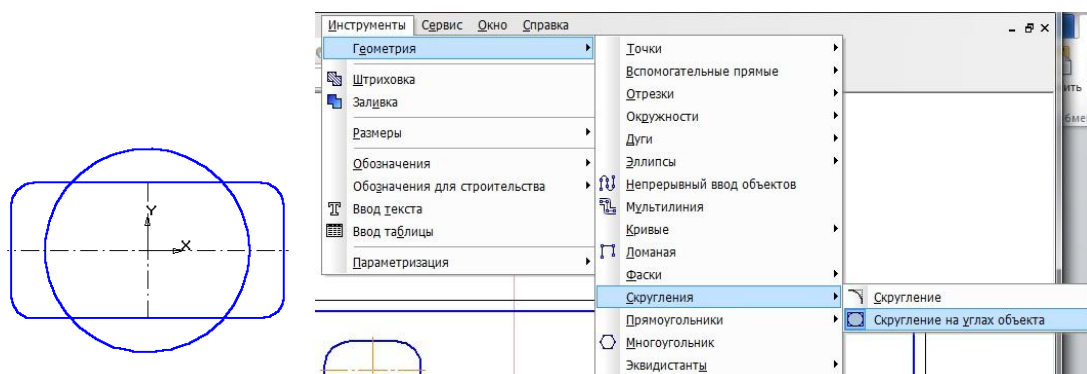 Инструменты Сервис Окно Справка
Геометрия
Штриховка
Заливка
Размеры
Обозначения
Обозначения для строительства
Ввод текста
Ввод таблицы
Параметризация
Точки
Вспомогательные прямые
Отрезки
Окружности
Дуги
Эллипсы
Непрерывный ввод объектов
Мультилиния
Кривые
Ломаная
Фаски
Скругления
Прямоугольники
Многоугольник
Эквидистанты
Скругление
Скругление на углах объекта
Y
X
ить